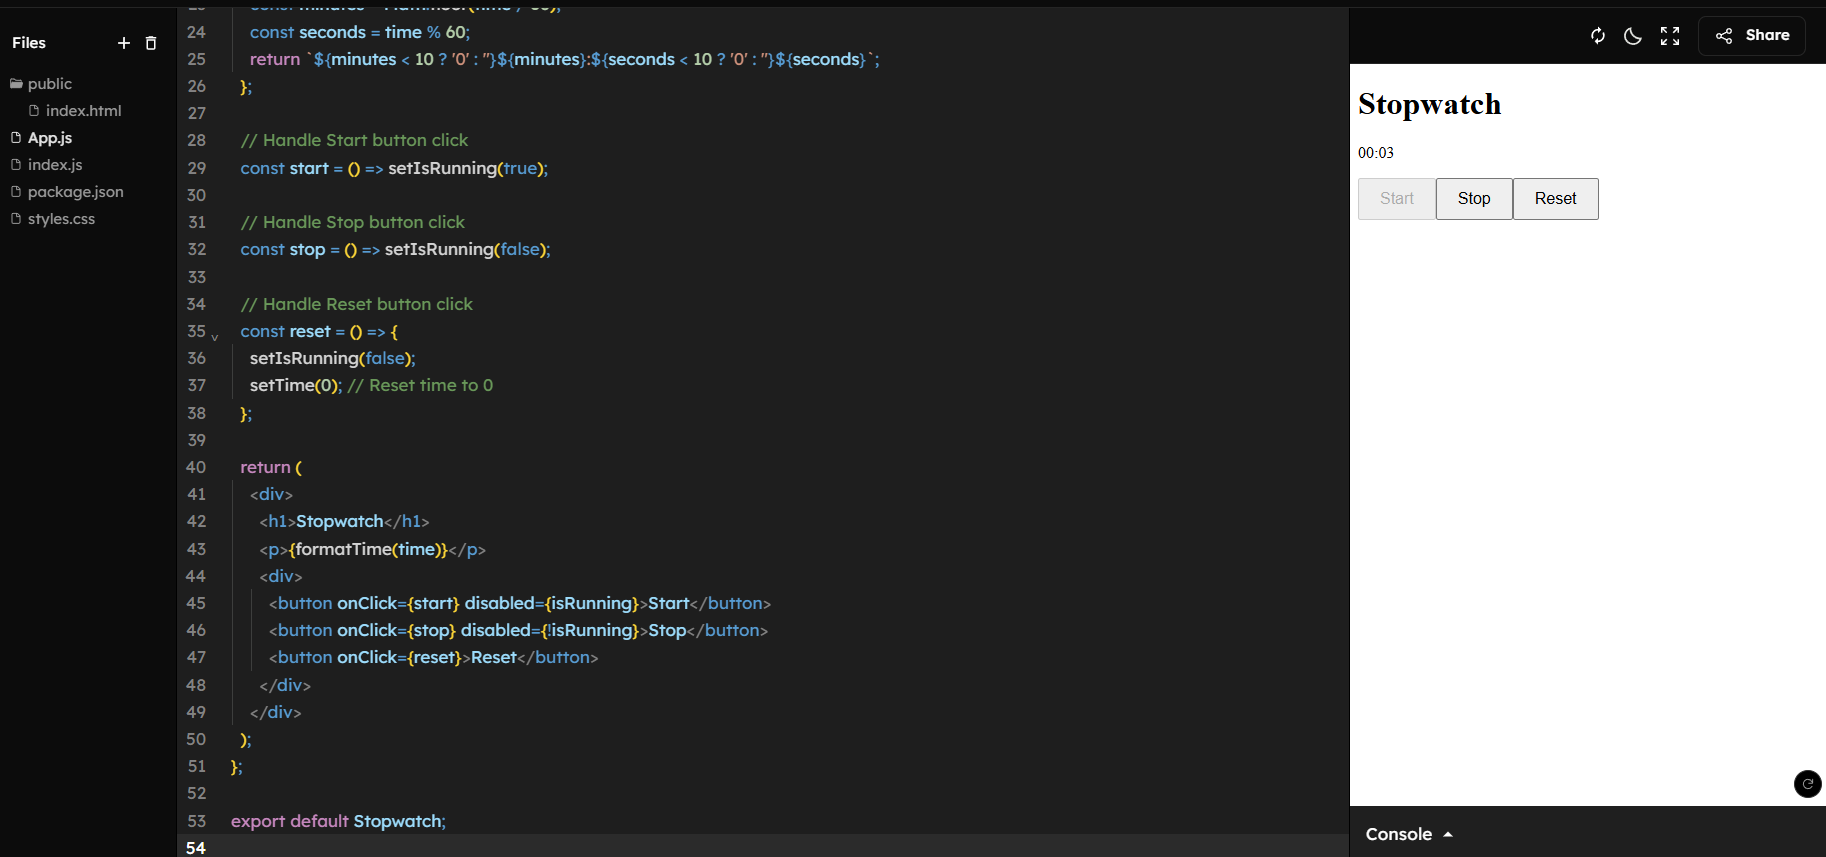 Files
public
index.html
App.js
index.js
package.json
styles.css
24 const seconds = time % 60;
25 return `${minutes < 10 ? '0' : ''}${minutes}:${seconds < 10 ? '0' : ''}${seconds}`;
26 };
27
28 // Handle Start button click
29 const start = () => setIsRunning(true);
30
31 // Handle Stop button click
32 const stop = () => setIsRunning(false);
33
34 // Handle Reset button click
35 const reset = () => {
36 setIsRunning(false);
37 setTime(0); // Reset time to 0
38 };
39
40 return (
41 <div>
42 <h1>Stopwatch</h1>
43 <p>{formatTime(time)}</p>
44 <div>
45 <button onClick={start} disabled={isRunning}>Start</button>
46 <button onClick={stop} disabled={!isRunning}>Stop</button>
47 <button onClick={reset}>Reset</button>
48 </div>
49 </div>
50 );
51 };
52
53 export default Stopwatch;
54
Share
Stopwatch
00:03
Start Stop Reset
Console